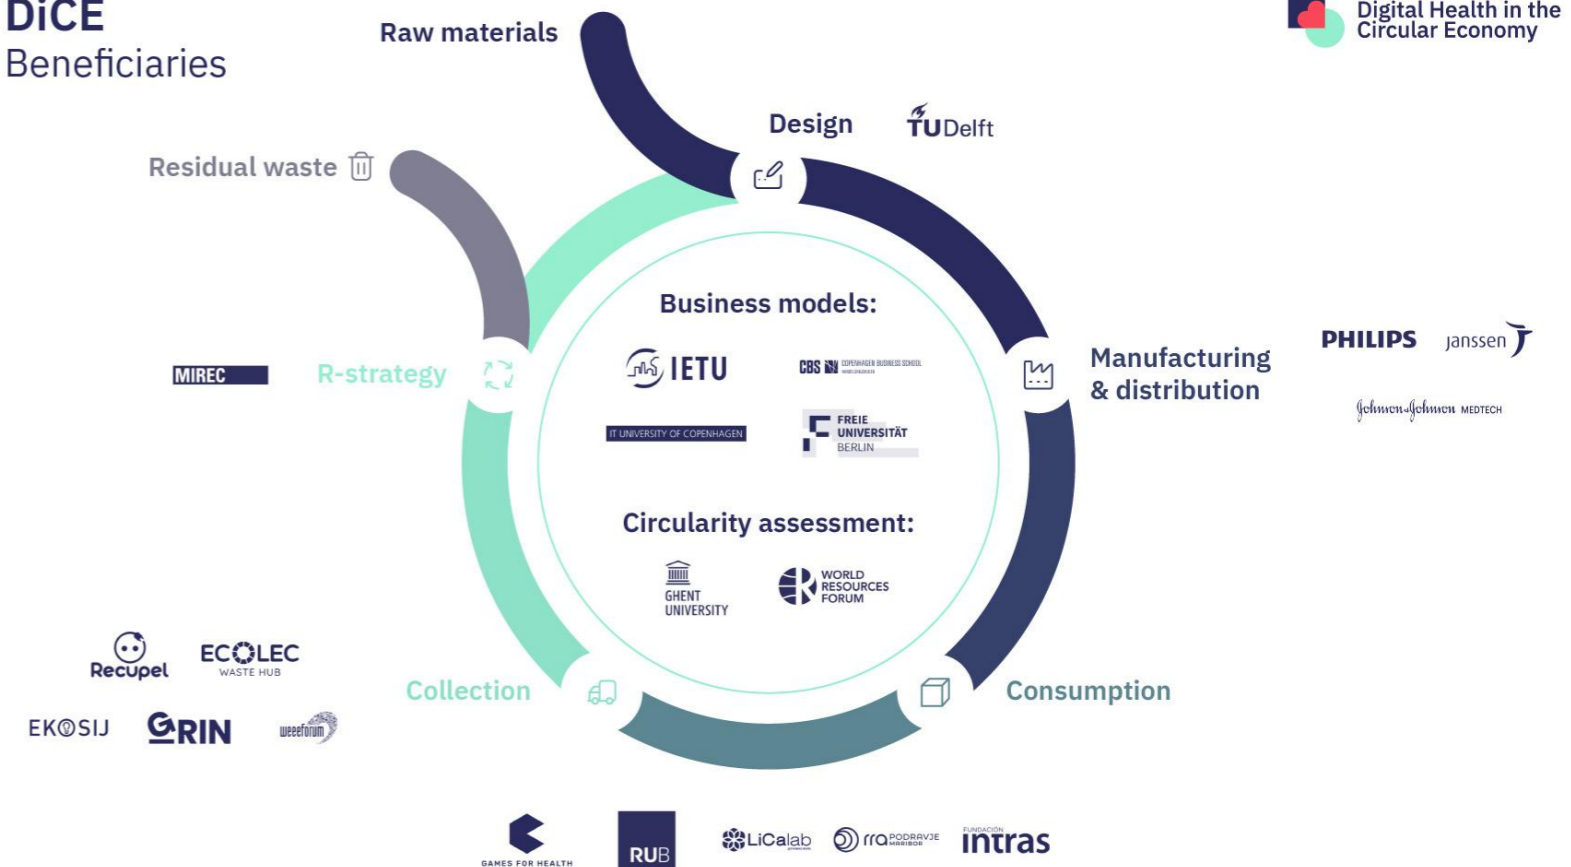 DiCE
Beneficiaries
Digital Health in the
Circular Economy
Raw materials
Design
TUDelft
Residual waste
Business models:
IETU
CBS COPENHAGEN BUSINESS SCHOOL
IT UNIVERSITY OF COPENHAGEN
FREIE
UNIVERSITÄT
BERLIN
Circularity assessment:
GHENT
UNIVERSITY
WORLD
RESOURCES
FORUM
MIREC
R-strategy
Manufacturing
& distribution
PHILIPS
janssen
Johnson&Johnson MEDTECH
Recupel
ECOLEC
WASTE HUB
EKOSIJ
GRIN
weeeforum
Collection
Consumption
GAMES FOR HEALTH
RUB
LiCalab
rra PODRAVJE
MARIBOR
FUNDACIÓN
intras